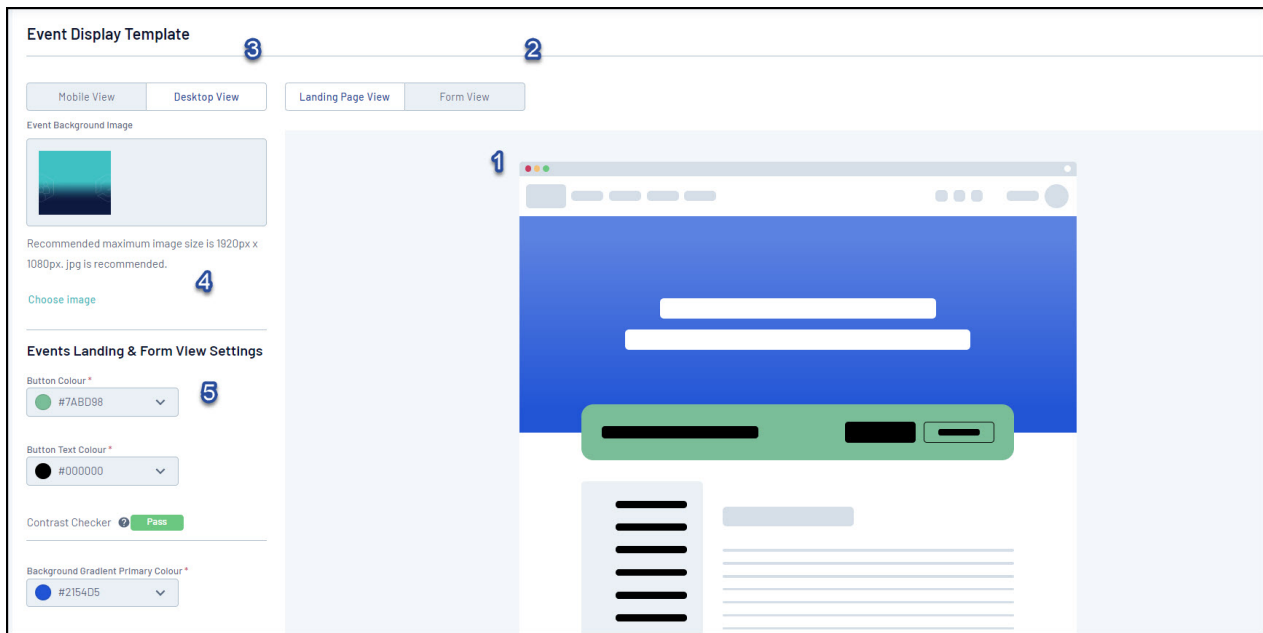 Event Display Template
3
2
Mobile View
Desktop View
Landing Page View
Form View
Event Background Image
1
Recommended maximum image size is 1920px x
1080px. jpg is recommended.
4
Choose image
Events Landing & Form View Settings
Button Colour *
#7ABD98
5
Button Text Colour *
#000000
Contrast Checker ? Pass
Background Gradient Primary Colour *
#2154D5